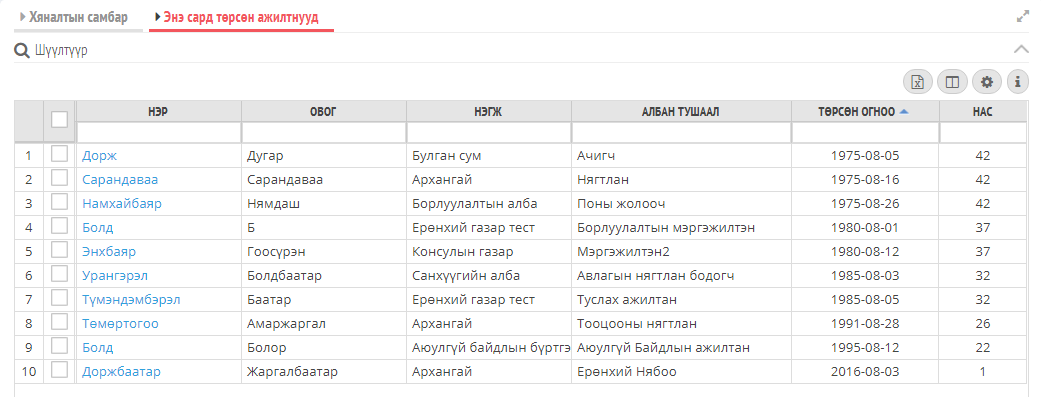 Хяналтын самбар Энэ сард төрсөн ажилтнууд
Шүүлтүүр
НЭР ОВОГ НЭГЖ АЛБАН ТУШААЛ ТӨРСӨН ОГНОО НАС
1 Дорж Дугар Булган сум Ачигч 1975-08-05 42
2 Сарандаваа Сарандаваа Архангай Нягтлан 1975-08-16 42
3 Намхайбаяр Нямдаш Борлуулалтын алба Поны жолооч 1975-08-26 42
4 Болд Б Ерөнхий газар тест Борлуулалтын мэргэжилтэн 1980-08-01 37
5 Энхбаяр Гоосүрэн Консулын газар Мэргэжилтэн2 1980-08-12 37
6 Урангэрэл Болдбаатар Санхүүгийн алба Авлагын нягтлан бодогч 1985-08-03 32
7 Түмэндэмбэрэл Баатар Ерөнхий газар тест Туслах ажилтан 1985-08-05 32
8 Төмөртогоо Амаржаргал Архангай Тооцооны нягтлан 1991-08-28 26
9 Болд Болор Аюулгүй байдлын бүртгэ Аюулгүй Байдлын ажилтан 1995-08-12 22
10 Доржбаатар Жаргалбаатар Архангай Ерөнхий Нябоо 2016-08-03 1